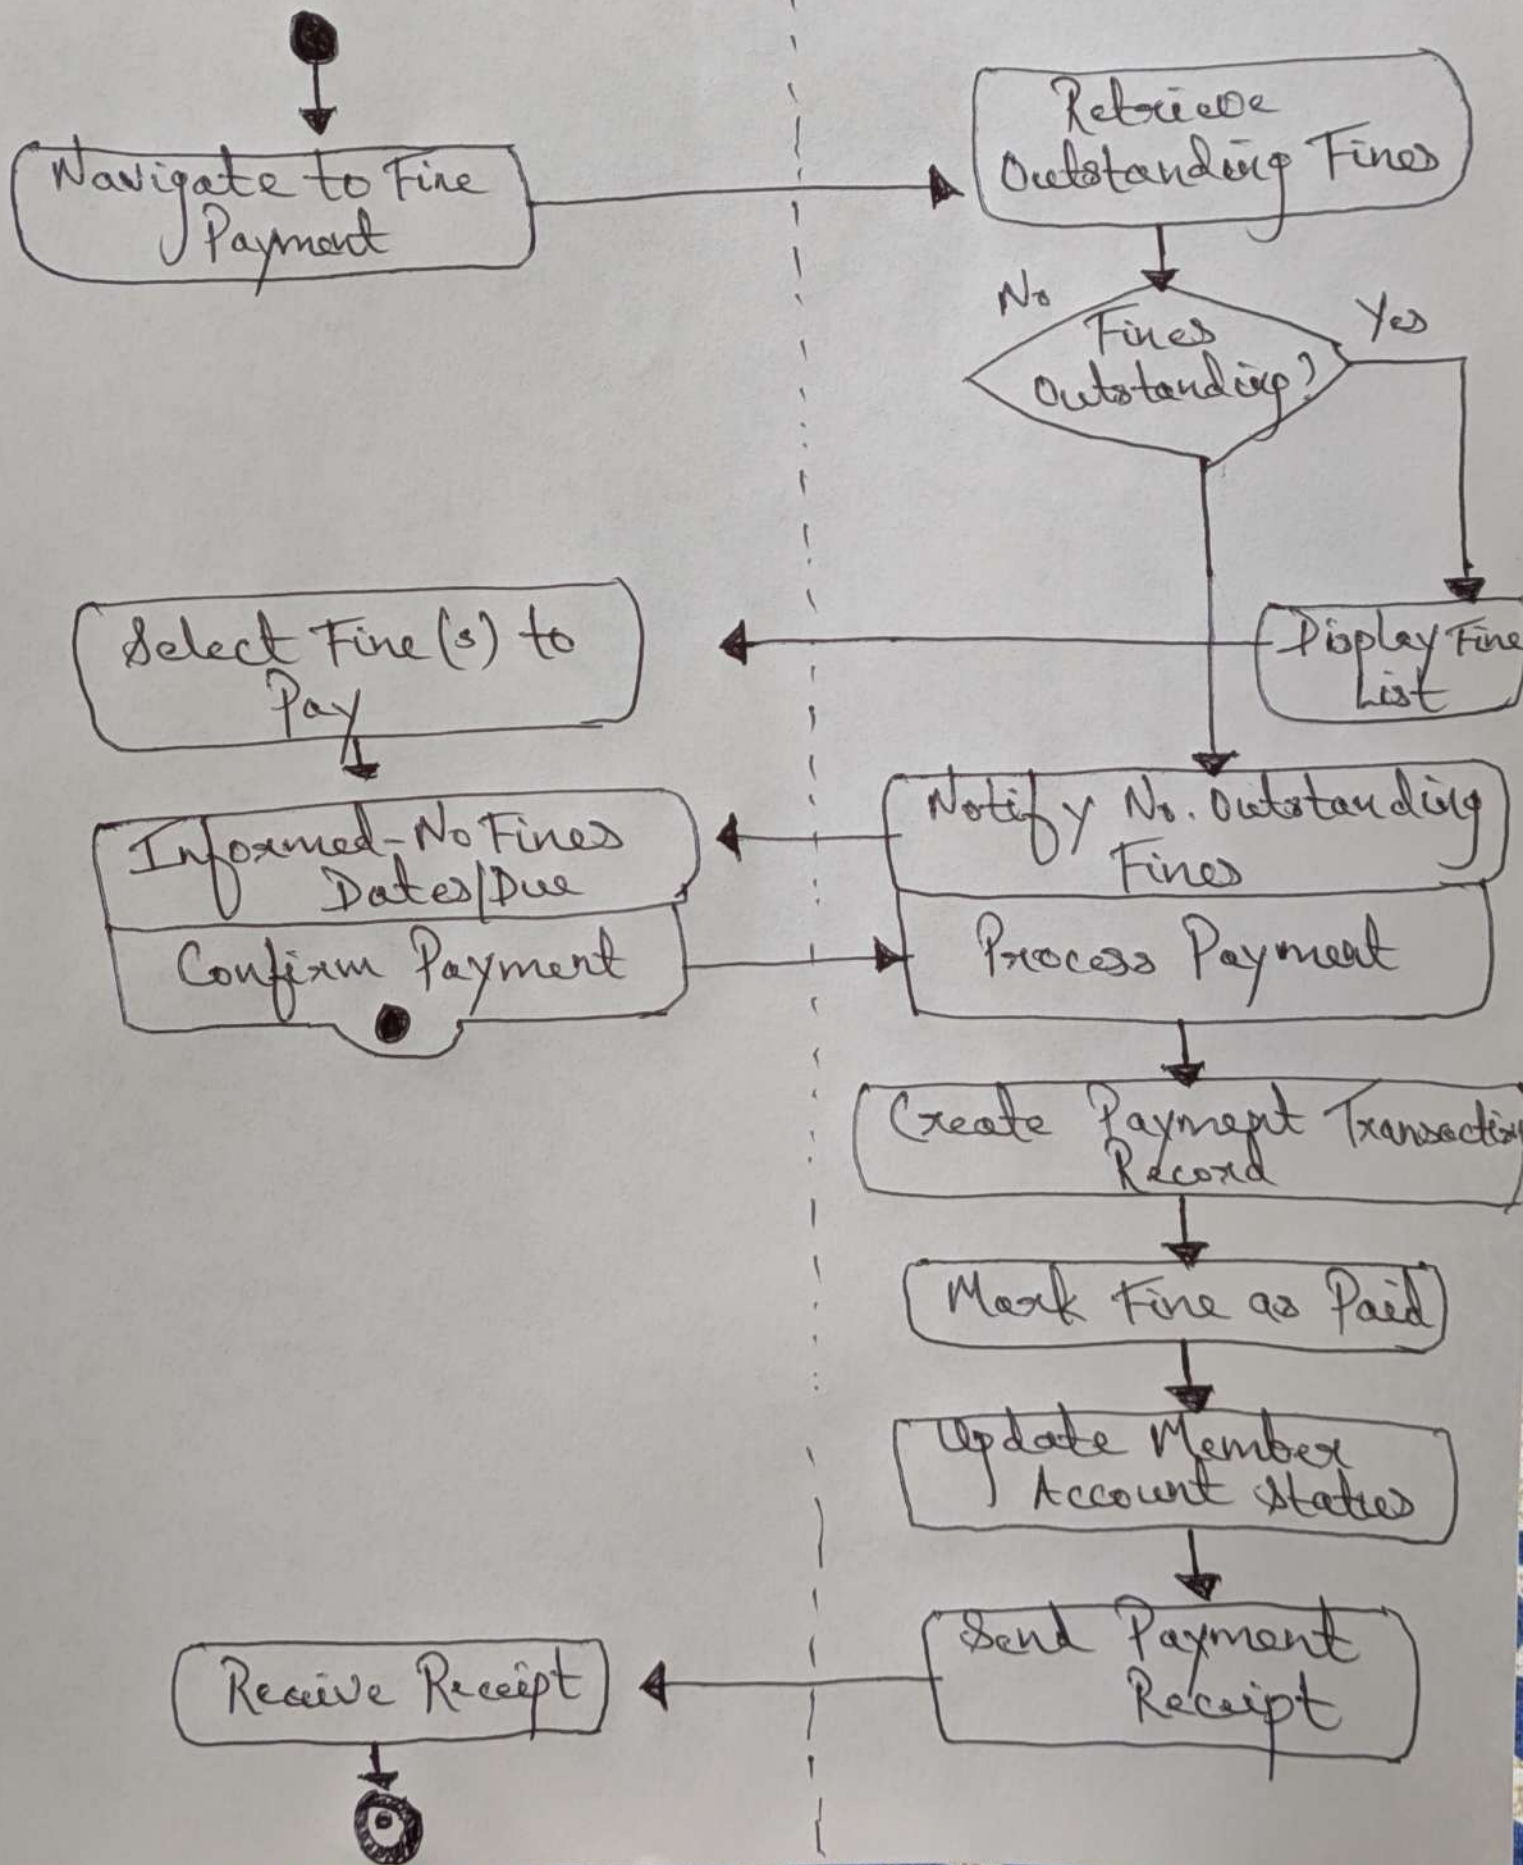 Navigate to Fine
Payment
Retrieve
Outstanding Fines
No
Yes
Fines
Outstanding?
Select Fine(s) to
Pay
Display Fine
List
Informed-No Fines
Dates/Due
Confirm Payment
Notify No. Outstanding
Fines
Process Payment
Create Payment Transaction
Record
Mark Fine as Paid
Update Member
Account Status
Send Payment
Receipt
Receive Receipt